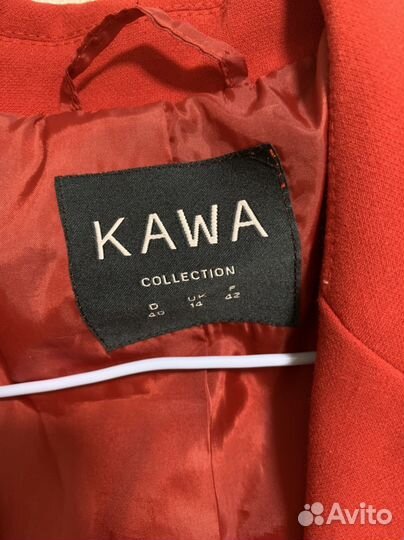 KAWA
COLLECTION
D UK F
40 14 42
Avito